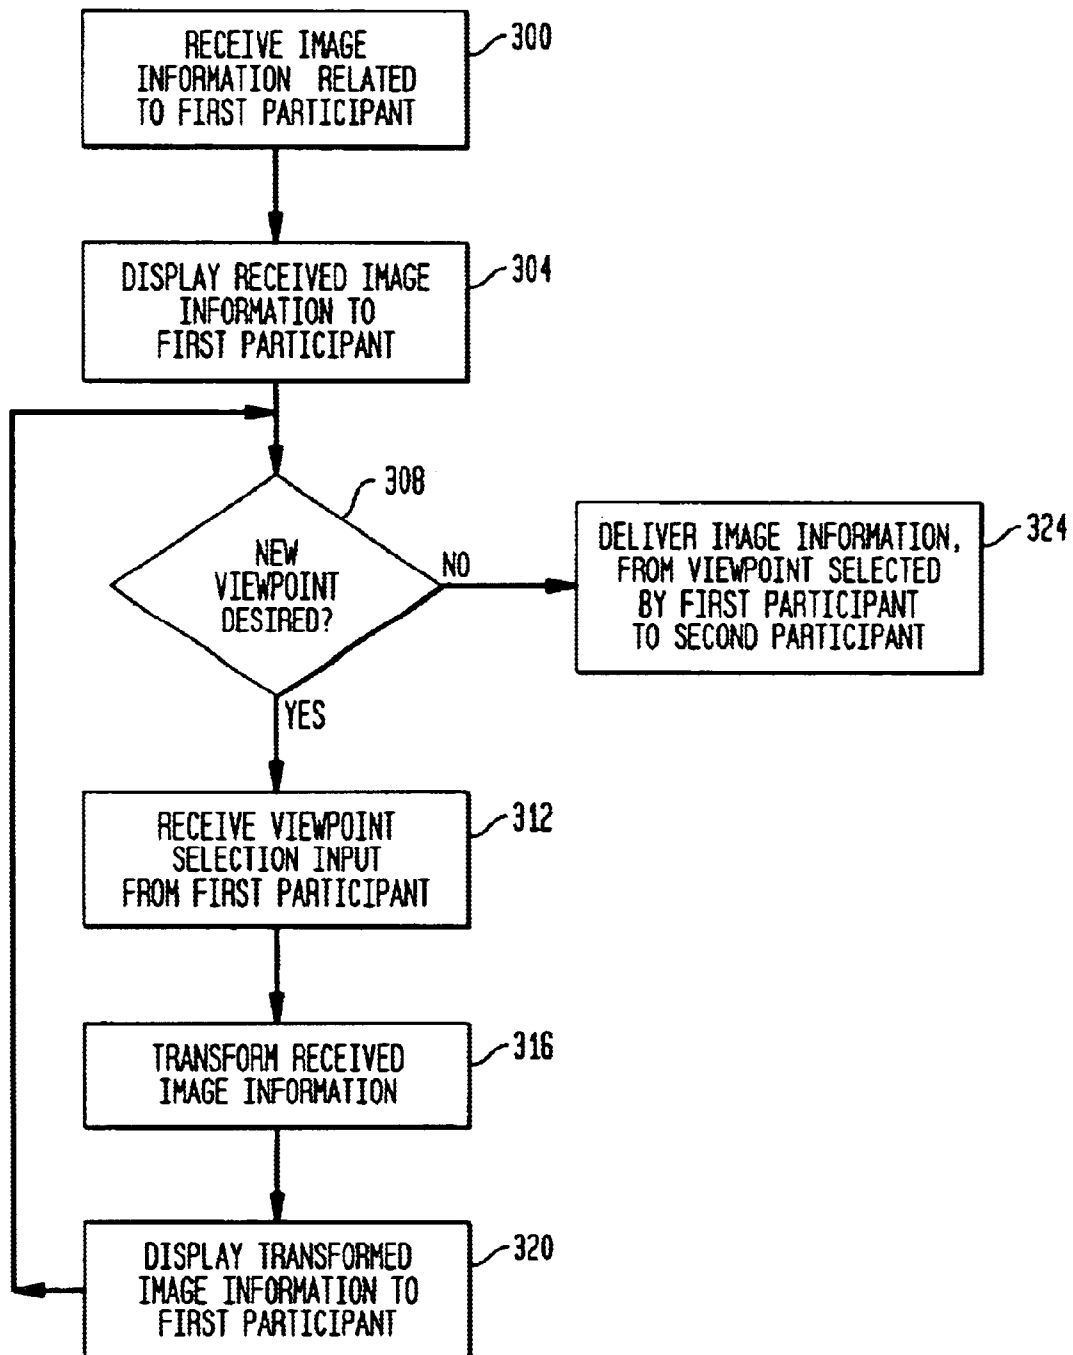 RECEIVE IMAGE
INFORMATION RELATED
TO FIRST PARTICIPANT
300
DISPLAY RECEIVED IMAGE
INFORMATION TO
FIRST PARTICIPANT
304
NEW
VIEWPOINT
DESIRED?
308
NO
DELIVER IMAGE INFORMATION,
FROM VIEWPOINT SELECTED
BY FIRST PARTICIPANT
TO SECOND PARTICIPANT
324
YES
RECEIVE VIEWPOINT
SELECTION INPUT
FROM FIRST PARTICIPANT
312
TRANSFORM RECEIVED
IMAGE INFORMATION
316
DISPLAY TRANSFORMED
IMAGE INFORMATION TO
FIRST PARTICIPANT
320